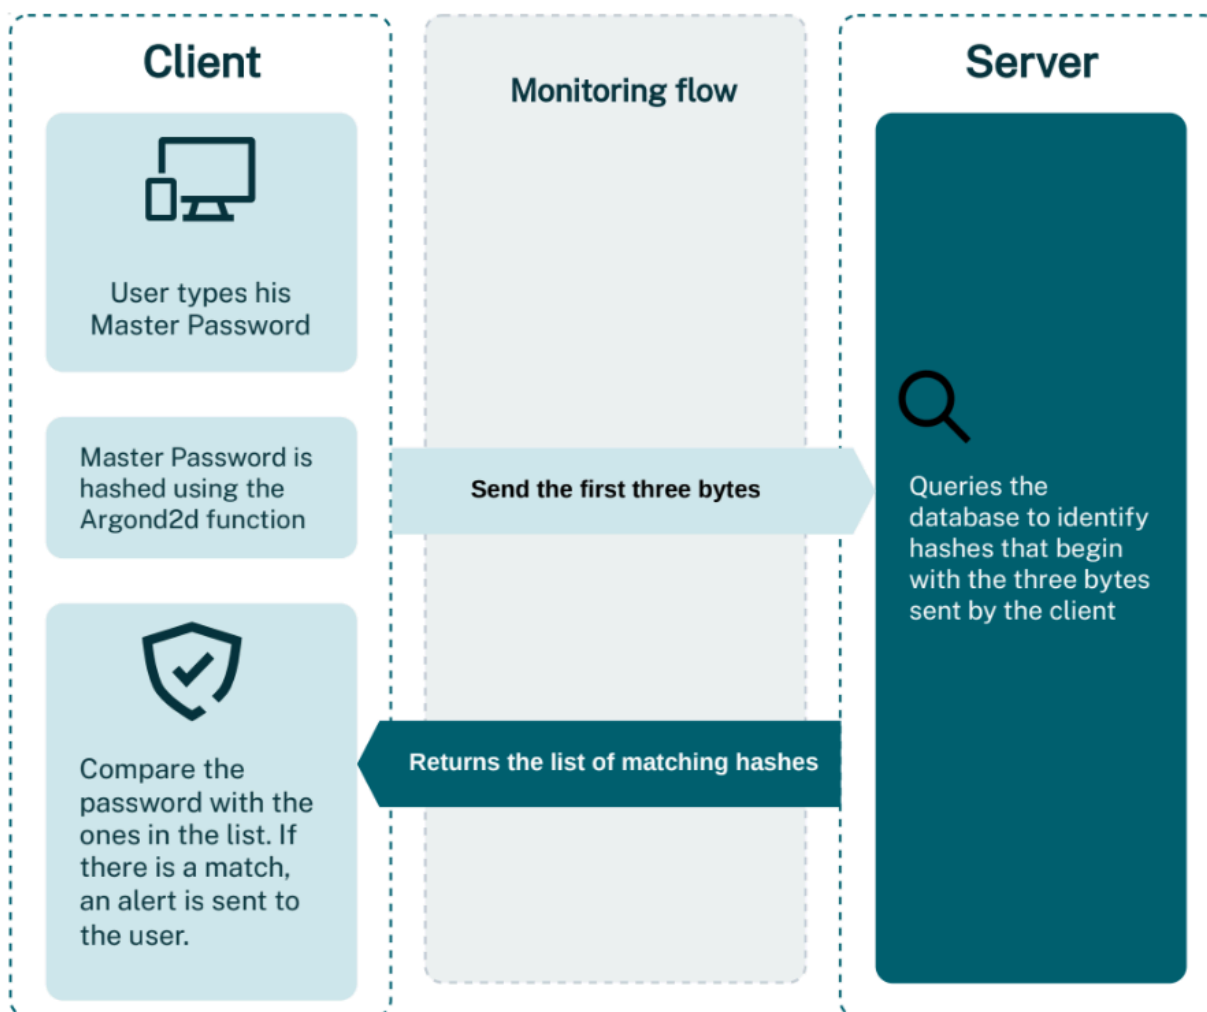 Client
Monitoring flow
Server
User types his
Master Password
Master Password is
hashed using the
Argond2d function
Send the first three bytes
Queries the
database to identify
hashes that begin
with the three bytes
sent by the client
Returns the list of matching hashes
Compare the
password with the
ones in the list. If
there is a match,
an alert is sent to
the user.